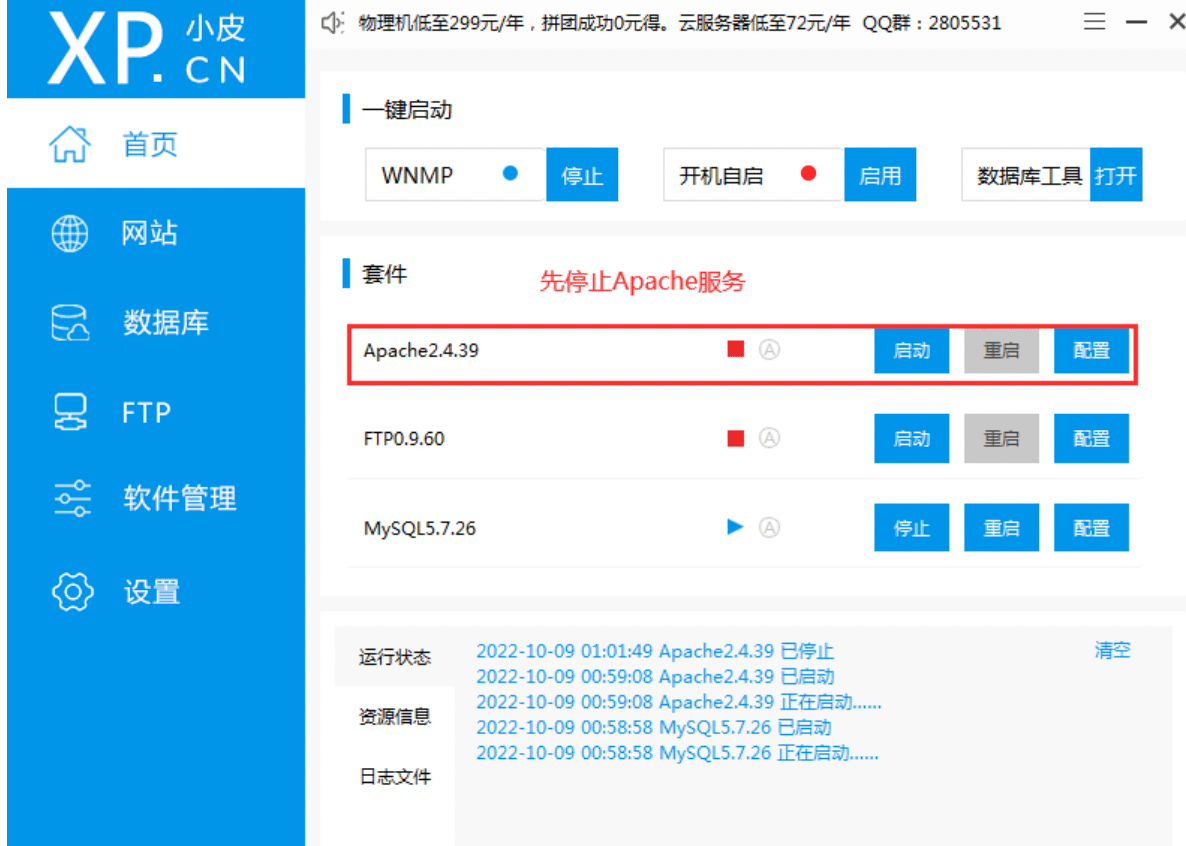 XP.CN 小皮
物理机低至299元/年，拼团成功0元得。云服务器低至72元/年 QQ群：2805531
首页
网站
数据库
FTP
软件管理
设置
一键启动
WNMP 停止 开机自启 启用 数据库工具 打开
套件 先停止Apache服务
Apache2.4.39 A 启动 重启 配置
FTP0.9.60 A 启动 重启 配置
MySQL5.7.26 A 停止 重启 配置
运行状态
资源信息
日志文件
2022-10-09 01:01:49 Apache2.4.39 已停止 清空
2022-10-09 00:59:08 Apache2.4.39 已启动
2022-10-09 00:59:08 Apache2.4.39 正在启动......
2022-10-09 00:58:58 MySQL5.7.26 已启动
2022-10-09 00:58:58 MySQL5.7.26 正在启动......